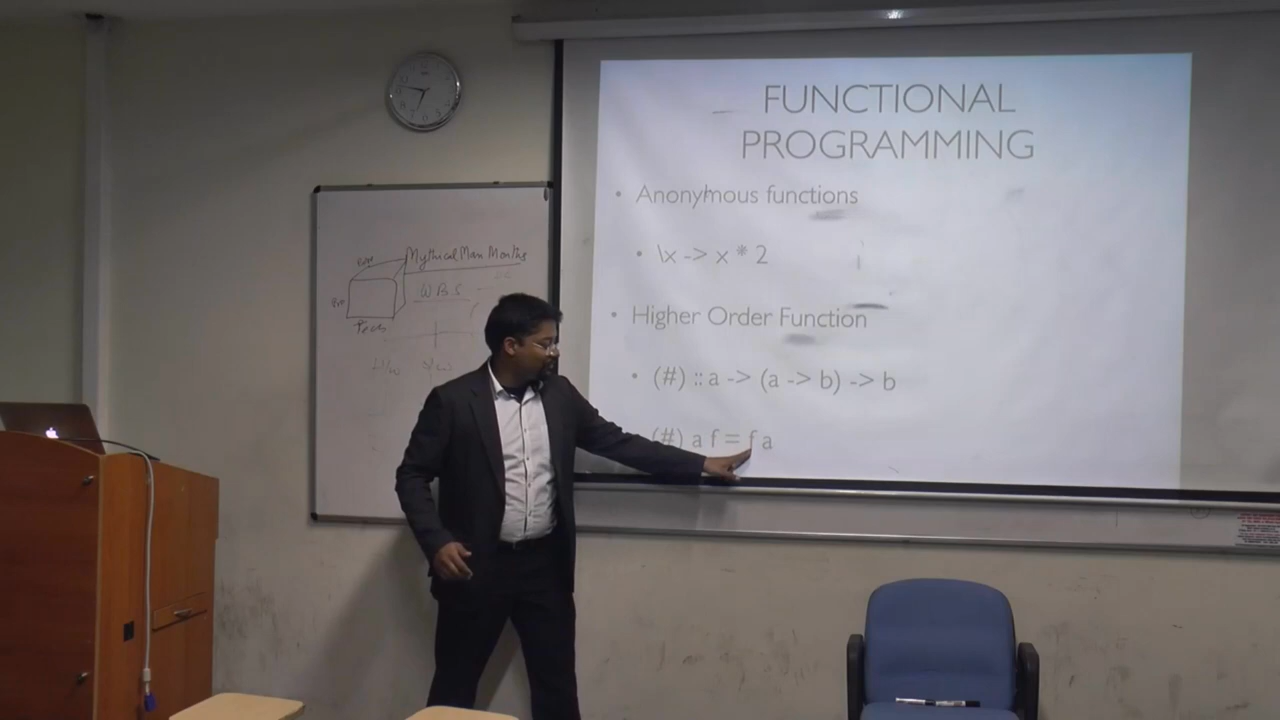 FUNCTIONAL
PROGRAMMING
• Anonymous functions
• \x -> x * 2
• Higher Order Function
• (#) :: a -> (a -> b) -> b
(#) a f = f a
Mythical Man Months
W B S